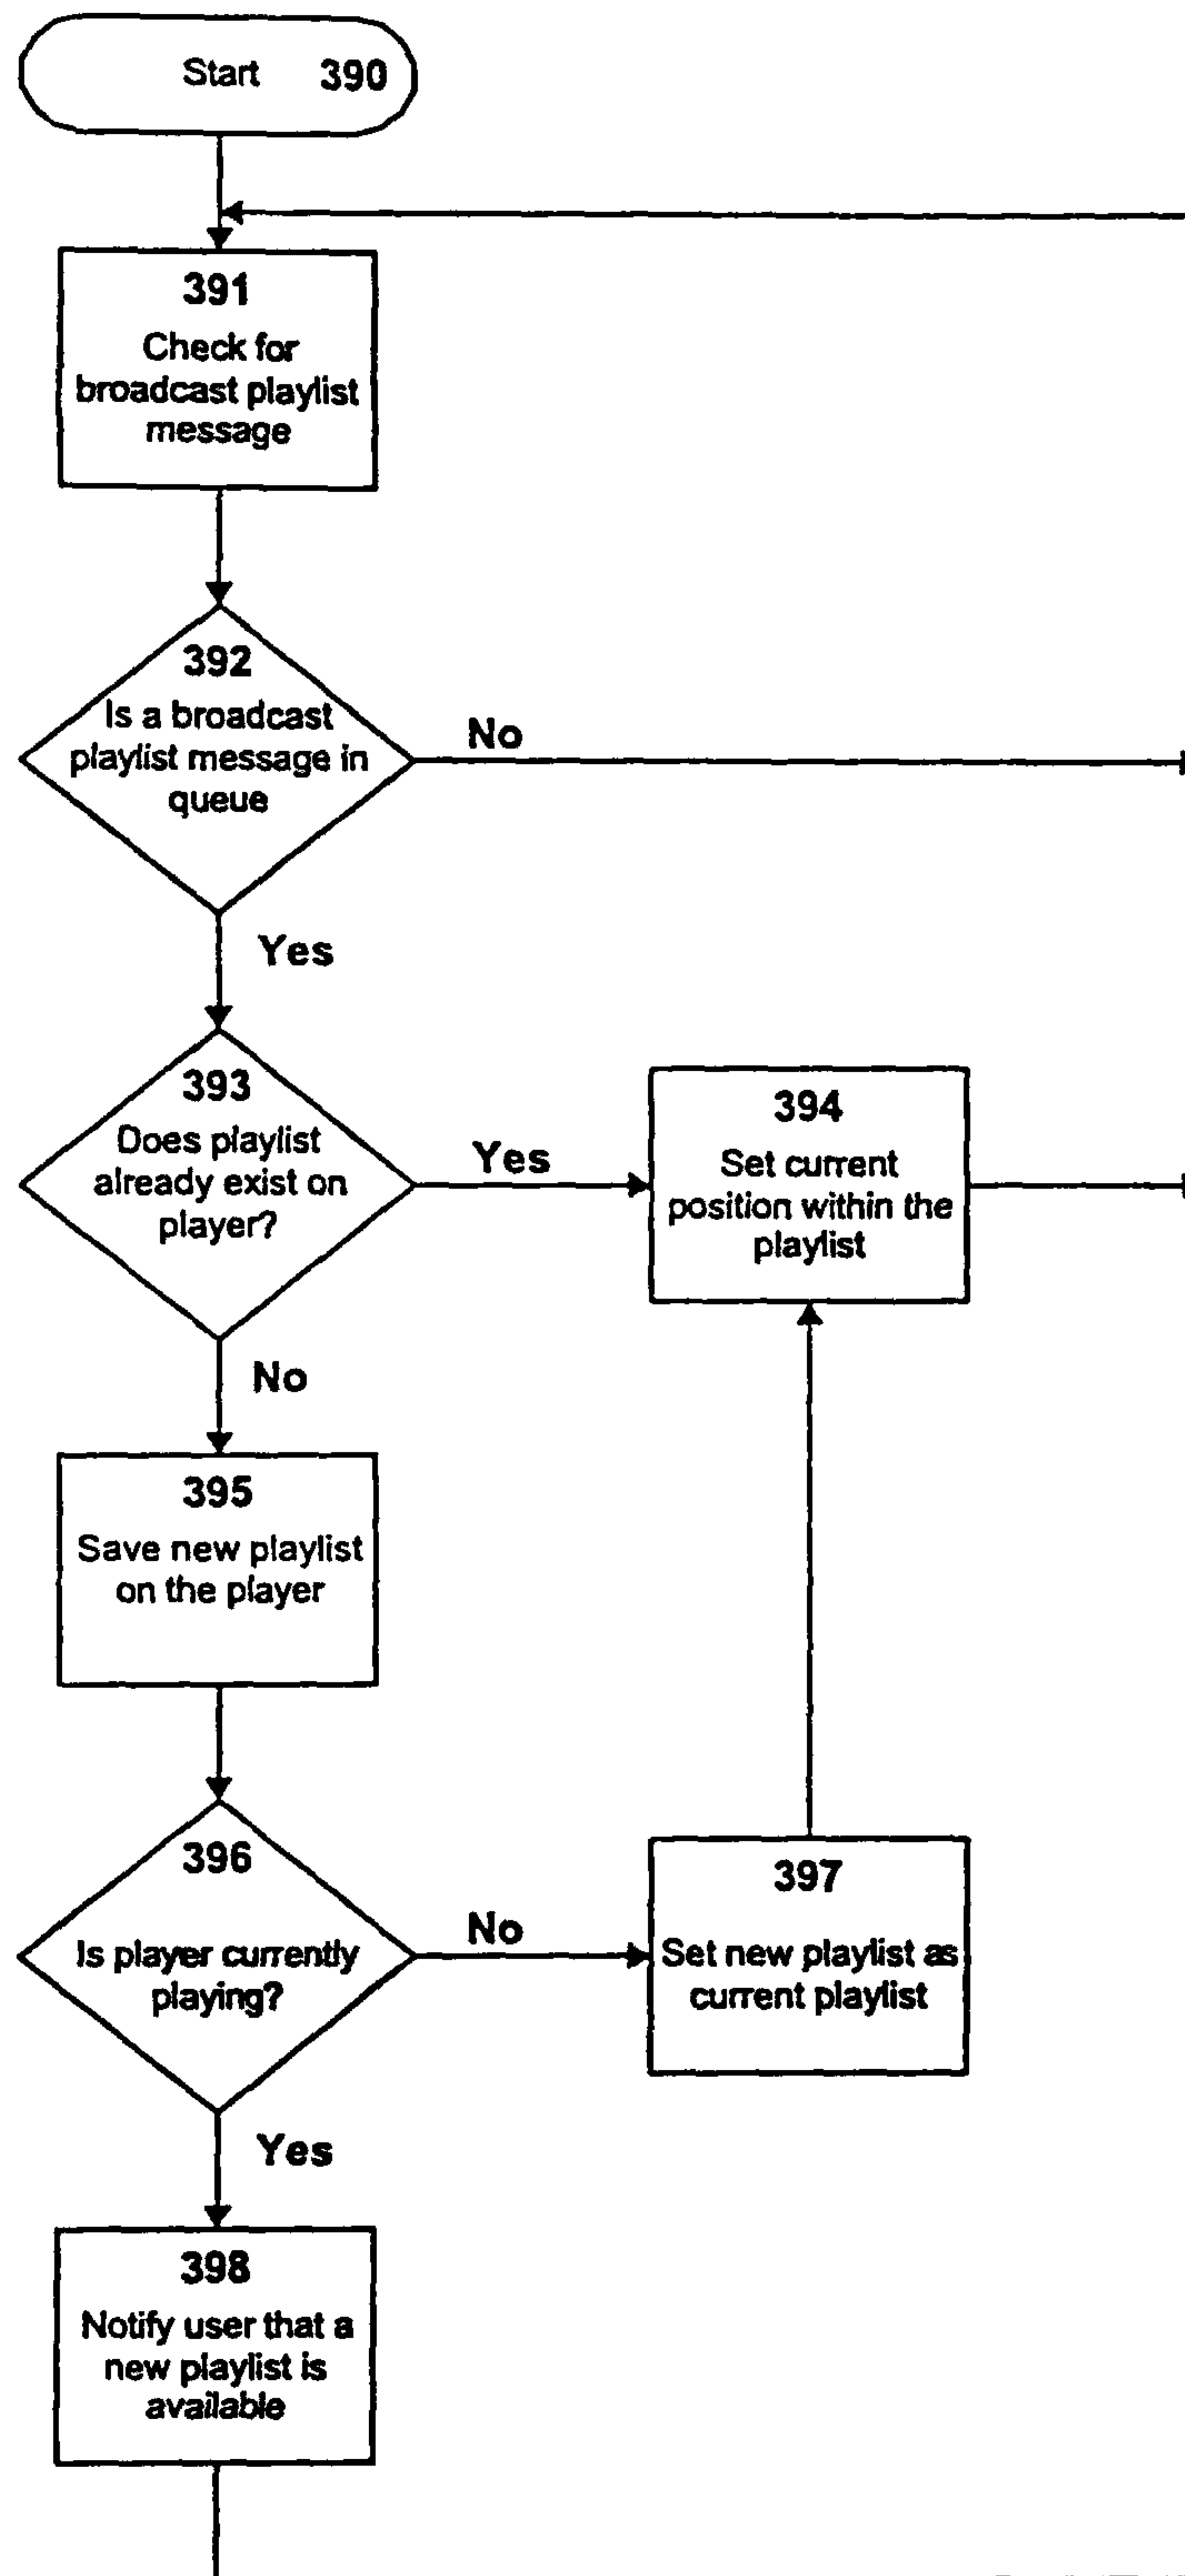 Start 390
391
Check for
broadcast playlist
message
392
Is a broadcast
playlist message in
queue
No
Yes
393
Does playlist
already exist on
player?
Yes
394
Set current
position within the
playlist
No
395
Save new playlist
on the player
396
Is player currently
playing?
No
397
Set new playlist as
current playlist
Yes
398
Notify user that a
new playlist is
available